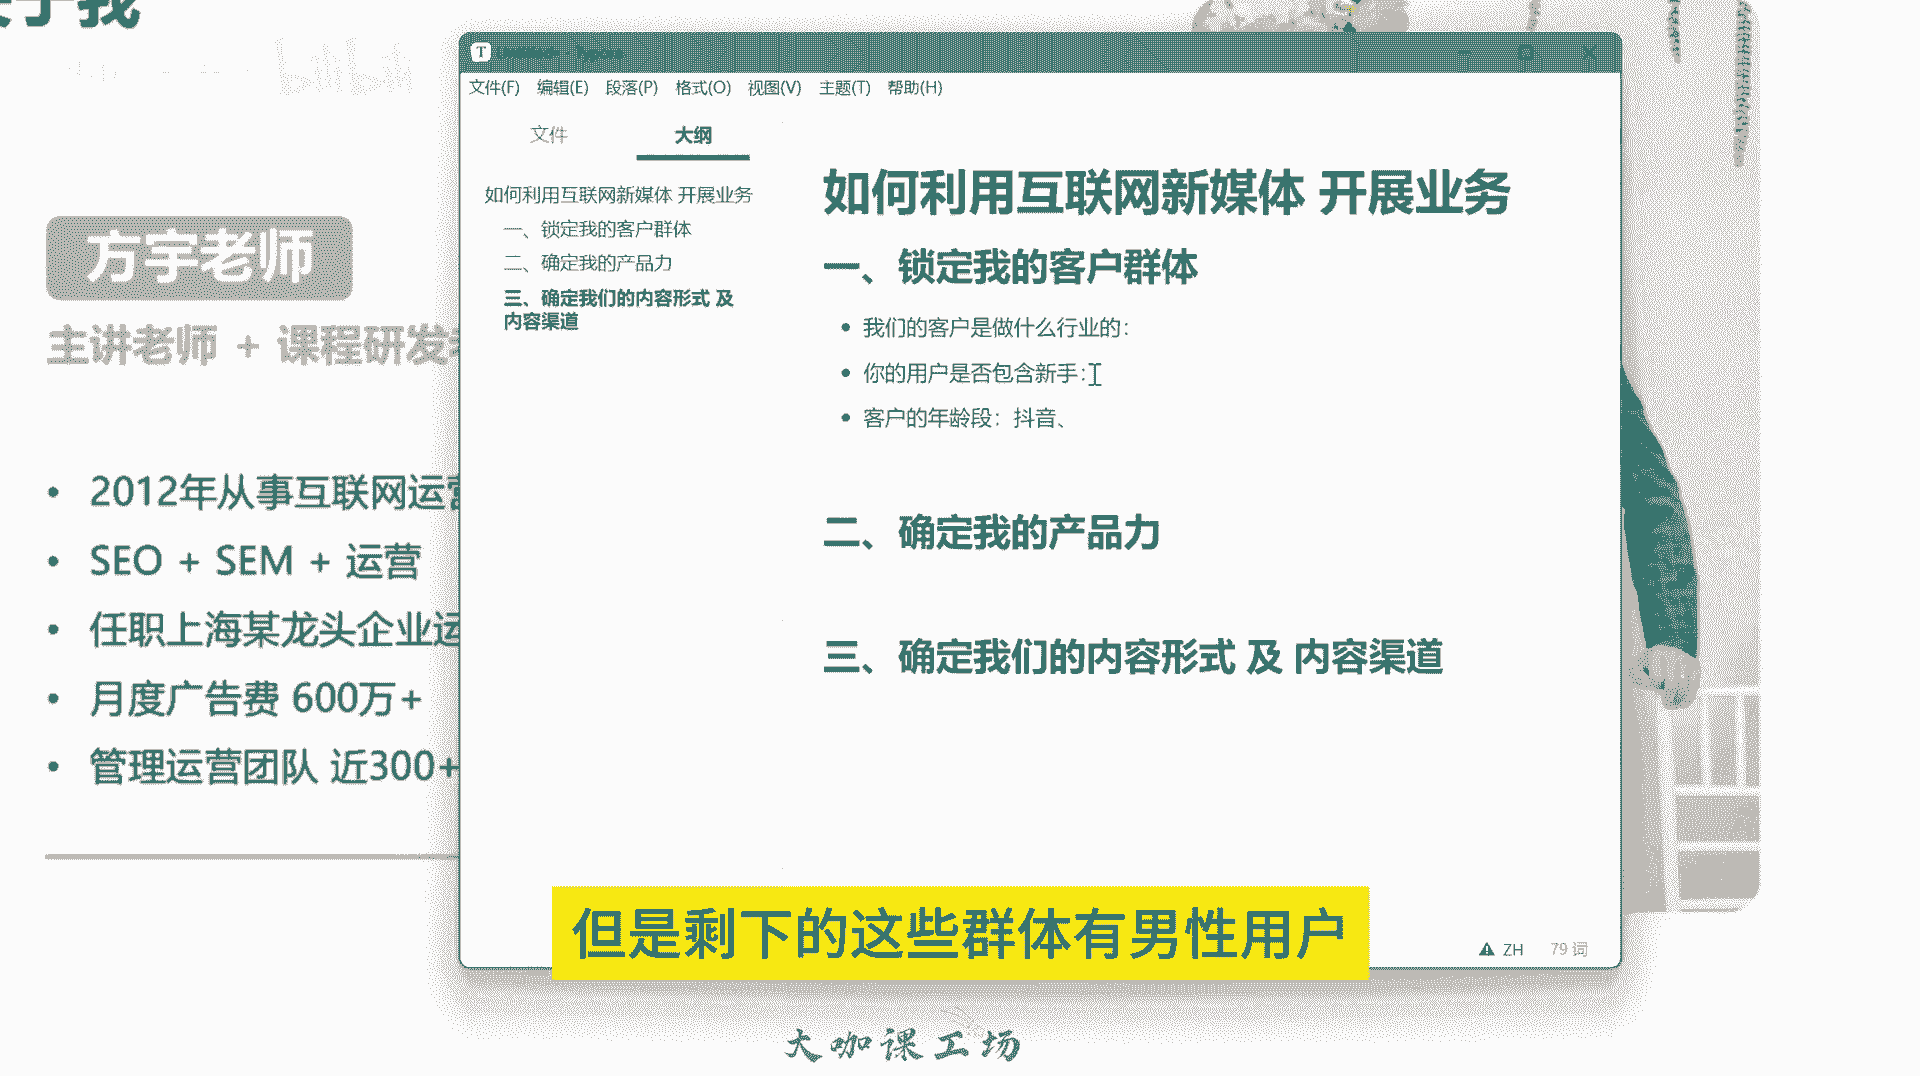 于我
bilibili
方宇老师
主讲老师 + 课程研发
2012年从事互联网运营
SEO + SEM + 运营
任职上海某龙头企业运
月度广告费 600万+
管理运营团队 近300+
文件(F) 编辑(E) 段落(P) 格式(O) 视图(V) 主题(T) 帮助(H)
文件 大纲
如何利用互联网新媒体 开展业务
一、锁定我的客户群体
二、确定我的产品力
三、确定我们的内容形式 及
内容渠道
如何利用互联网新媒体 开展业务
一、锁定我的客户群体
我们的客户是做什么行业的:
你的用户是否包含新手:
客户的年龄段：抖音、
二、确定我的产品力
三、确定我们的内容形式 及 内容渠道
ZH 79 词
但是剩下的这些群体有男性用户
大咖课工场